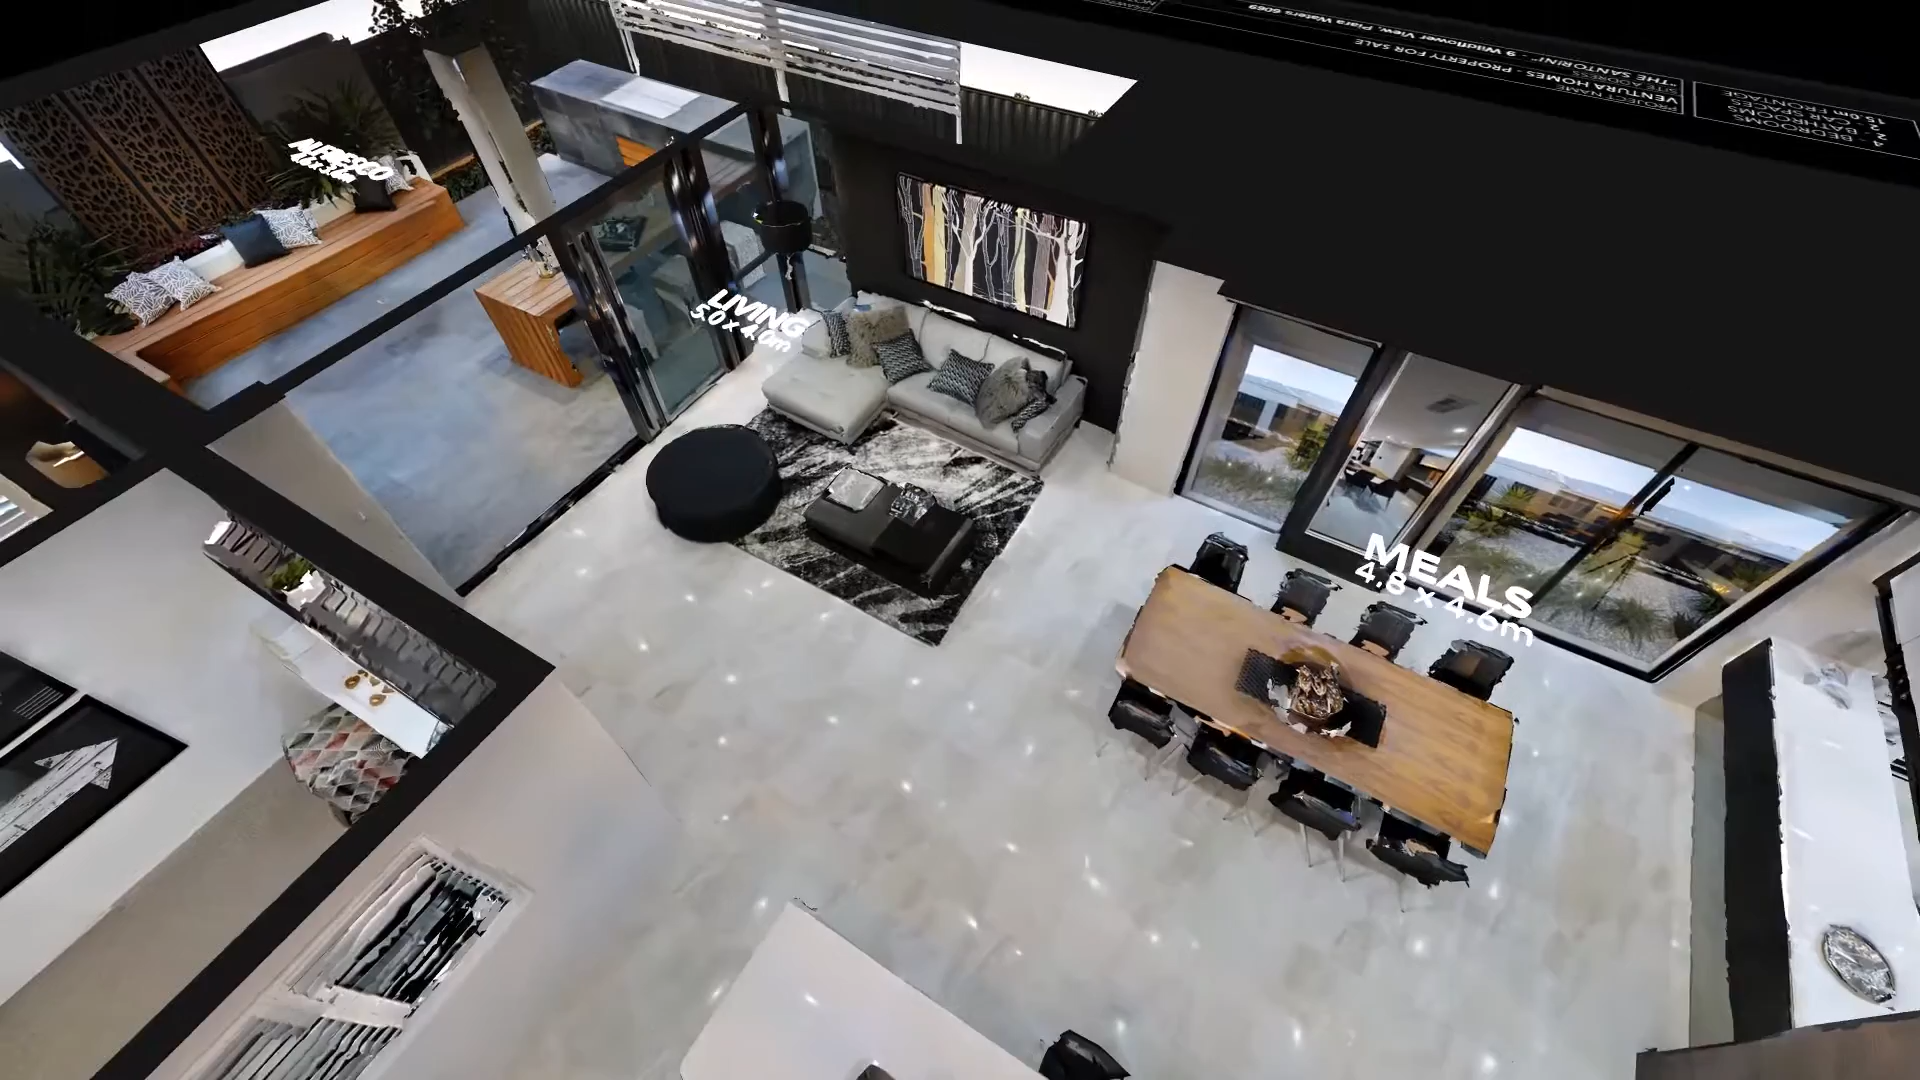 PROJECT NAME
VENTURA HOMES - PROPERTY FOR SALE
SITE ADDRESS
THE SANTORINI" - 9 Wildflower View, Piara Waters 6069
4 - BEDROOMS
2 - BATHROOMS
2 - CAR SPACES
15.0m FRONTAGE
ALFRESCO
LIVING
5.0 x 4.0m
MEALS
4.8 x 4.6m